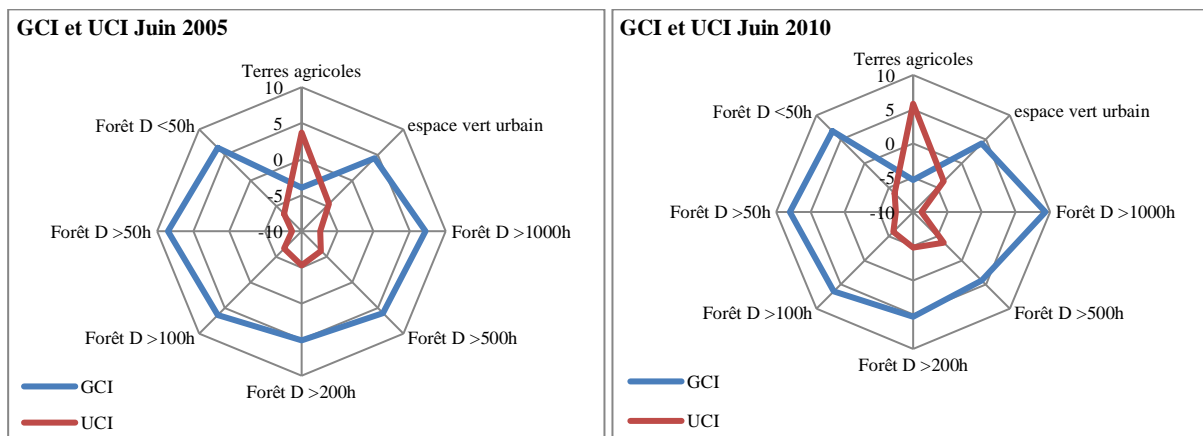 GCI et UCI Juin 2005
Terres agricoles
10
Forêt D <50h
espace vert urbain
5
0
-5
Forêt D >50h
-10
Forêt D >1000h
Forêt D >100h
Forêt D >500h
Forêt D >200h
GCI
UCI
GCI et UCI Juin 2010
Terres agricoles
10
Forêt D <50h
espace vert urbain
5
0
-5
Forêt D >50h
-10
Forêt D >1000h
Forêt D >100h
Forêt D >500h
Forêt D >200h
GCI
UCI